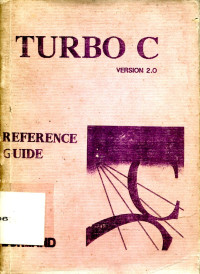 TURBO C
VERSION 2.0
REFERENCE
GUIDE